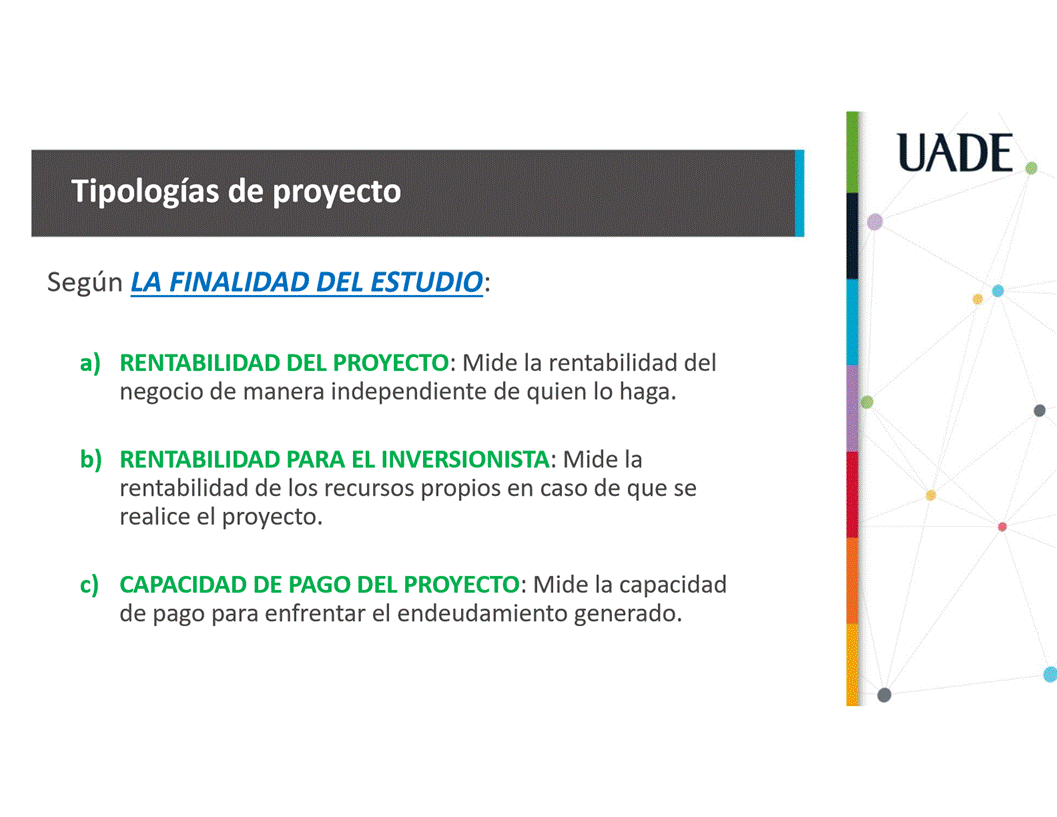 UADE
Tipologías de proyecto
Según LA FINALIDAD DEL ESTUDIO:
a) RENTABILIDAD DEL PROYECTO: Mide la rentabilidad del
negocio de manera independiente de quien lo haga.
b) RENTABILIDAD PARA EL INVERSIONISTA: Mide la
rentabilidad de los recursos propios en caso de que se
realice el proyecto.
c) CAPACIDAD DE PAGO DEL PROYECTO: Mide la capacidad
de pago para enfrentar el endeudamiento generado.